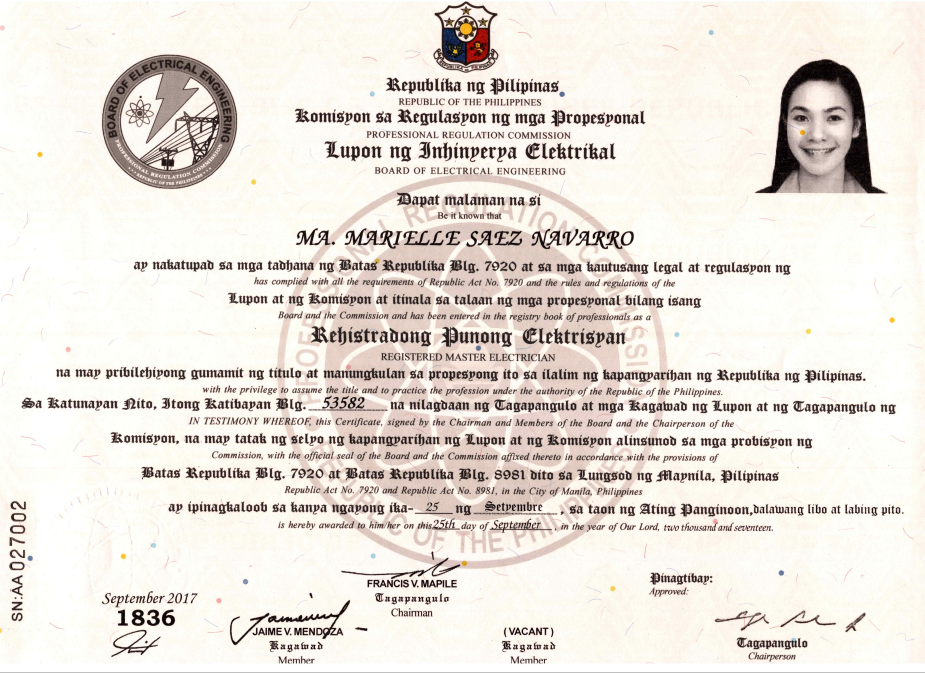 Republika ng Pilipinas
REPUBLIC OF THE PHILIPPINES
Komisyon sa Regulasyon ng mga Propesyonal
PROFESSIONAL REGULATION COMMISSION
Lupon ng Inhinyerya Elektrikal
BOARD OF ELECTRICAL ENGINEERING
BOARD OF ELECTRICAL ENGINEERING
PROFESSIONAL REGULATION COMMISSION
REPUBLIC OF THE PHILIPPINES
Dapat malaman na si
Be it known that
MA. MARIELLE SAEZ NAVARRO
ay nakatupad sa mga tadhana ng Batas Republika Blg. 7920 at sa mga kautusang legal at regulasyon ng
has complied with all the requirements of Republic Act No. 7920 and the rules and regulations of the
Lupon at ng Komisyon at itinala sa talaan ng mga propesyonal bilang isang
Board and the Commission and has been entered in the registry book of professionals as a
Rehistradong Punong Elektrisyan
REGISTERED MASTER ELECTRICIAN
na may pribilehiyong gumamit ng titulo at manungkulan sa propesyong ito sa ilalim ng kapangyarihan ng Republika ng Pilipinas.
with the privilege to assume the title and to practice the profession under the authority of the Republic of the Philippines.
Sa Katunayan Nito, Itong Katibayan Blg. 53582 na nilagdaan ng Tagapangulo at mga Kagawad ng Lupon at ng Tagapangulo ng
IN TESTIMONY WHEREOF, this Certificate, signed by the Chairman and Members of the Board and the Chairperson of the
Komisyon, na may tatak ng selyo ng kapangyarihan ng Lupon at ng Komisyon alinsunod sa mga probisyon ng
Commission, with the official seal of the Board and the Commission affixed thereto in accordance with the provisions of
Batas Republika Blg. 7920 at Batas Republika Blg. 8981 dito sa Lungsod ng Maynila, Pilipinas
Republic Act No. 7920 and Republic Act No. 8981, in the City of Manila, Philippines
ay ipinagkaloob sa kanya ngayong ika- 25 ng Setyembre , sa taon ng Ating Panginoon, dalawang libo at labing pito.
is hereby awarded to him/her on this 25th day of September , in the year of Our Lord, two thousand and seventeen.
PROFESSIONAL REGULATION COMMISSION
REPUBLIC OF THE PHILIPPINES
SN:AA 027002
FRANCIS V. MAPILE
Tagapangulo
Chairman
Pinagtibay:
Approved:
September 2017
1836
JAIME V. MENDOZA
Kagawad
Member
( VACANT )
Kagawad
Member
Tagapangulo
Chairperson